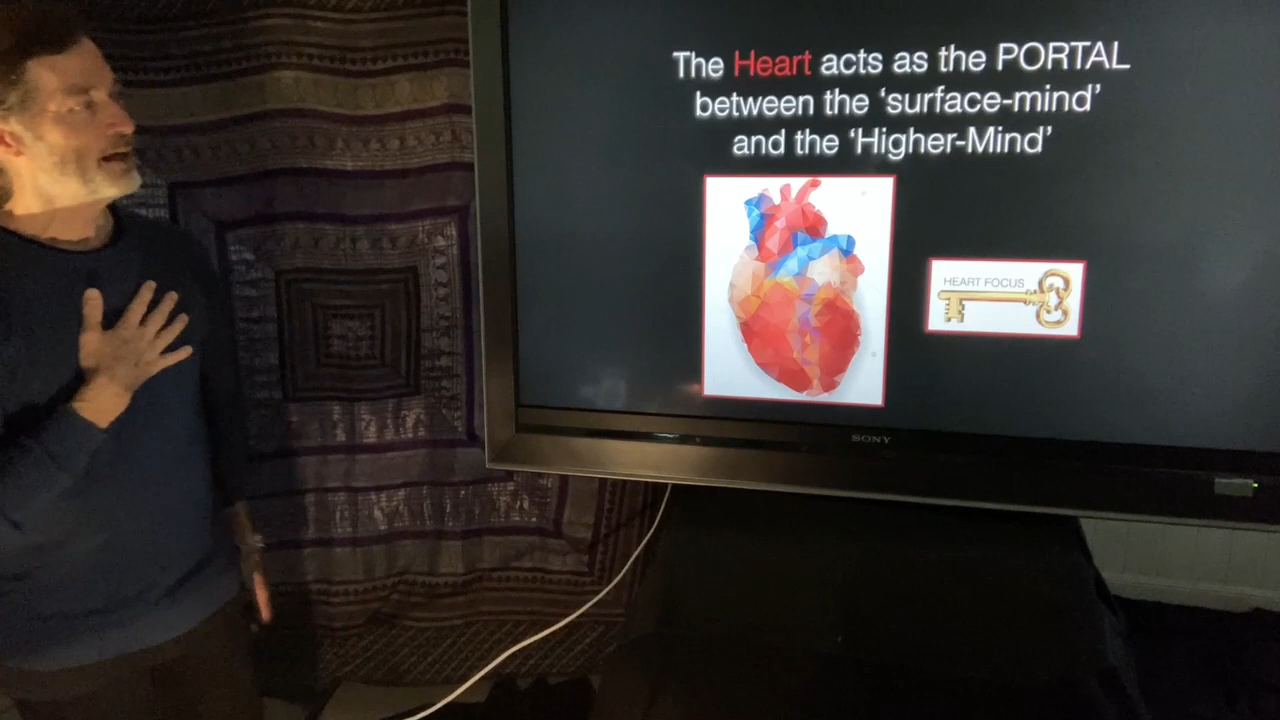 The Heart acts as the PORTAL
between the ‘surface-mind’
and the ‘Higher-Mind’
HEART FOCUS
SONY